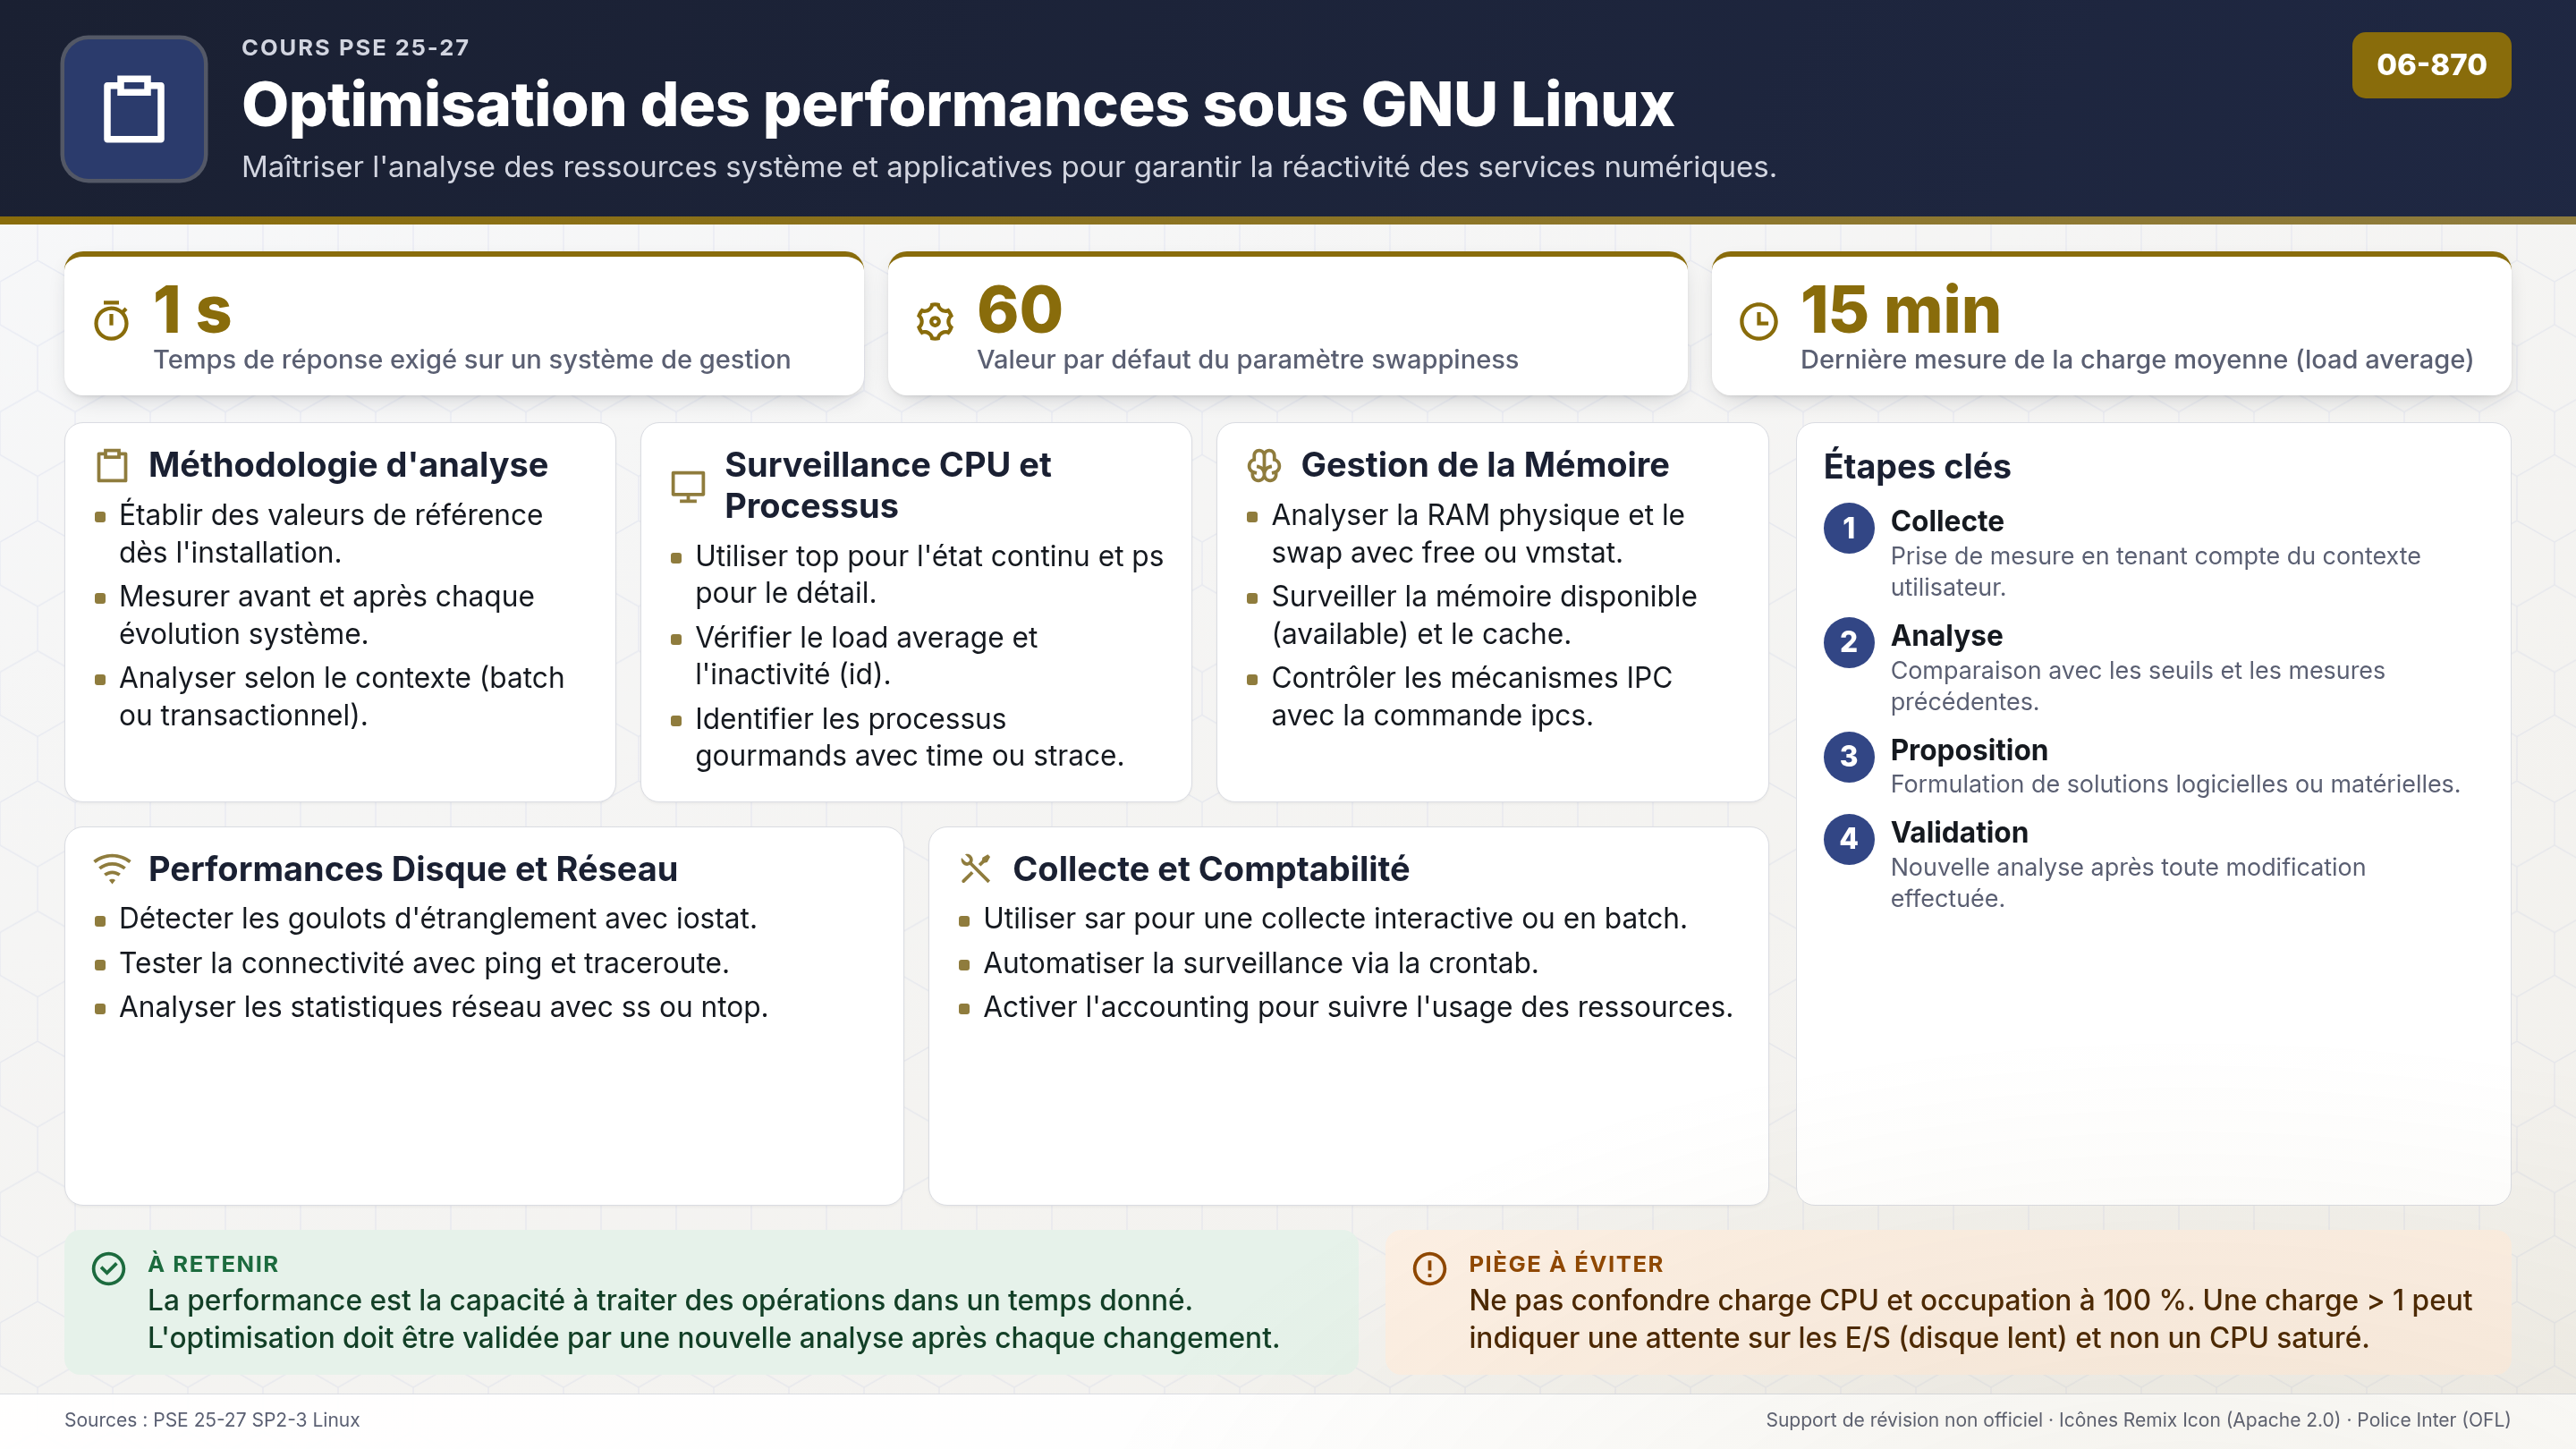 COURS PSE 25-27
Optimisation des performances sous GNU Linux
Maîtriser l'analyse des ressources système et applicatives pour garantir la réactivité des services numériques.
06-870
1 s
Temps de réponse exigé sur un système de gestion
60
Valeur par défaut du paramètre swappiness
15 min
Dernière mesure de la charge moyenne (load average)
Méthodologie d'analyse
Établir des valeurs de référence
dès l'installation.
Mesurer avant et après chaque
évolution système.
Analyser selon le contexte (batch
ou transactionnel).
Surveillance CPU et
Processus
Utiliser top pour l'état continu et ps
pour le détail.
Vérifier le load average et
l'inactivité (id).
Identifier les processus
gourmands avec time ou strace.
Gestion de la Mémoire
Analyser la RAM physique et le
swap avec free ou vmstat.
Surveiller la mémoire disponible
(available) et le cache.
Contrôler les mécanismes IPC
avec la commande ipcs.
Performances Disque et Réseau
Détecter les goulots d'étranglement avec iostat.
Tester la connectivité avec ping et traceroute.
Analyser les statistiques réseau avec ss ou ntop.
Collecte et Comptabilité
Utiliser sar pour une collecte interactive ou en batch.
Automatiser la surveillance via la crontab.
Activer l'accounting pour suivre l'usage des ressources.
Étapes clés
1
Collecte
Prise de mesure en tenant compte du contexte
utilisateur.
2
Analyse
Comparaison avec les seuils et les mesures
précédentes.
3
Proposition
Formulation de solutions logicielles ou matérielles.
4
Validation
Nouvelle analyse après toute modification
effectuée.
À RETENIR
La performance est la capacité à traiter des opérations dans un temps donné.
L'optimisation doit être validée par une nouvelle analyse après chaque changement.
PIÈGE À ÉVITER
Ne pas confondre charge CPU et occupation à 100 %. Une charge > 1 peut
indiquer une attente sur les E/S (disque lent) et non un CPU saturé.
Sources : PSE 25-27 SP2-3 Linux
Support de révision non officiel · Icônes Remix Icon (Apache 2.0) · Police Inter (OFL)